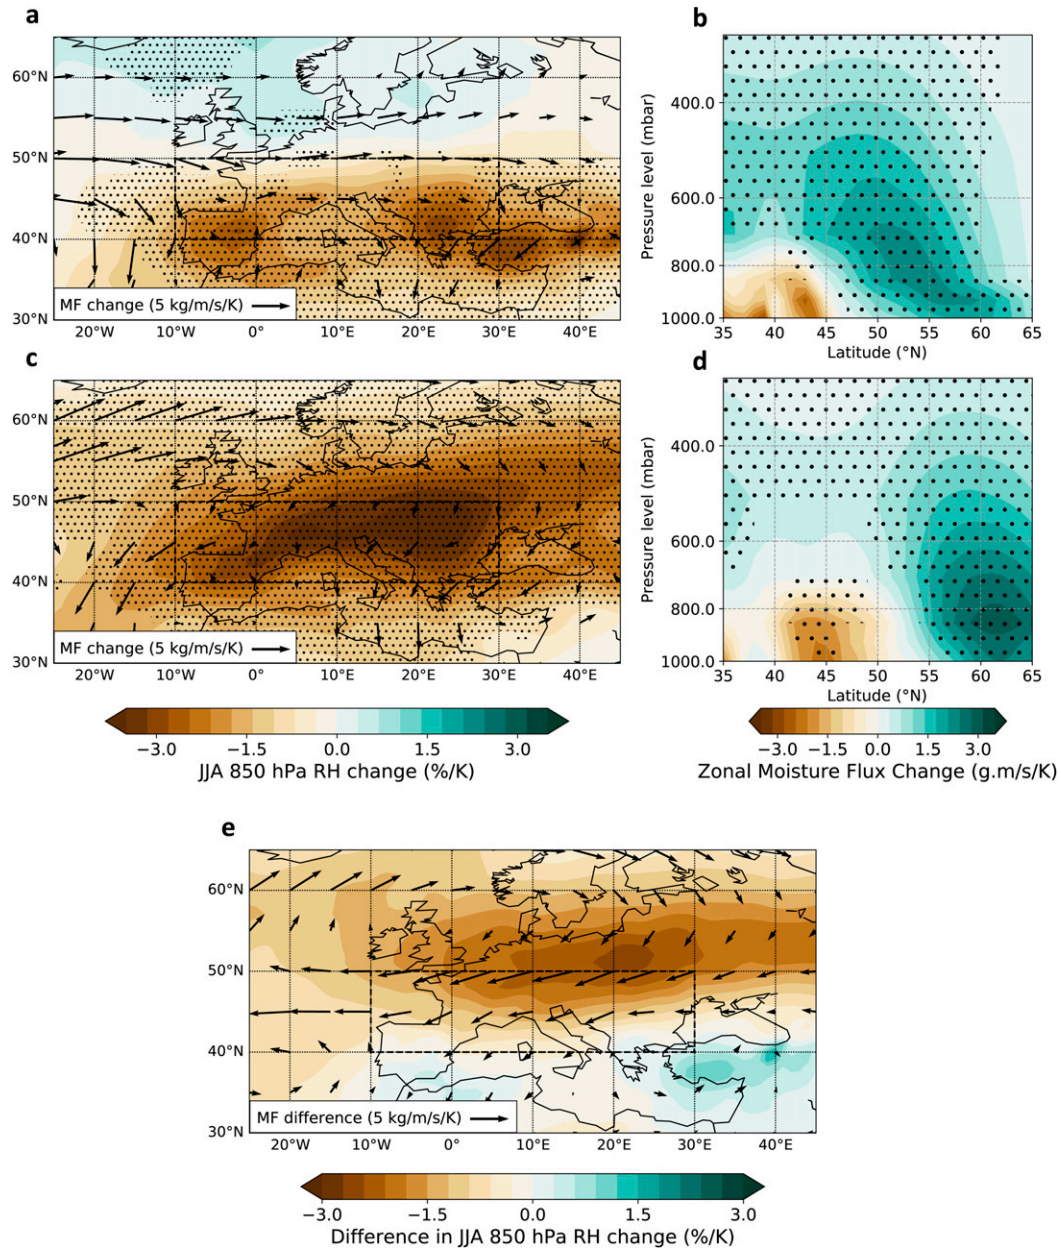 a
60°N
50°N
40°N
30°N
MF change (5 kg/m/s/K)
20°W 10°W 0° 10°E 20°E 30°E 40°E
b
Pressure level (mbar)
400.0
600.0
800.0
1000.0
35 40 45 50 55 60 65
Latitude (°N)
c
60°N
50°N
40°N
30°N
MF change (5 kg/m/s/K)
20°W 10°W 0° 10°E 20°E 30°E 40°E
d
Pressure level (mbar)
400.0
600.0
800.0
1000.0
35 40 45 50 55 60 65
Latitude (°N)
−3.0 −1.5 0.0 1.5 3.0
JJA 850 hPa RH change (%/K)
−3.0 −1.5 0.0 1.5 3.0
Zonal Moisture Flux Change (g.m/s/K)
e
60°N
50°N
40°N
30°N
MF difference (5 kg/m/s/K)
20°W 10°W 0° 10°E 20°E 30°E 40°E
−3.0 −1.5 0.0 1.5 3.0
Difference in JJA 850 hPa RH change (%/K)